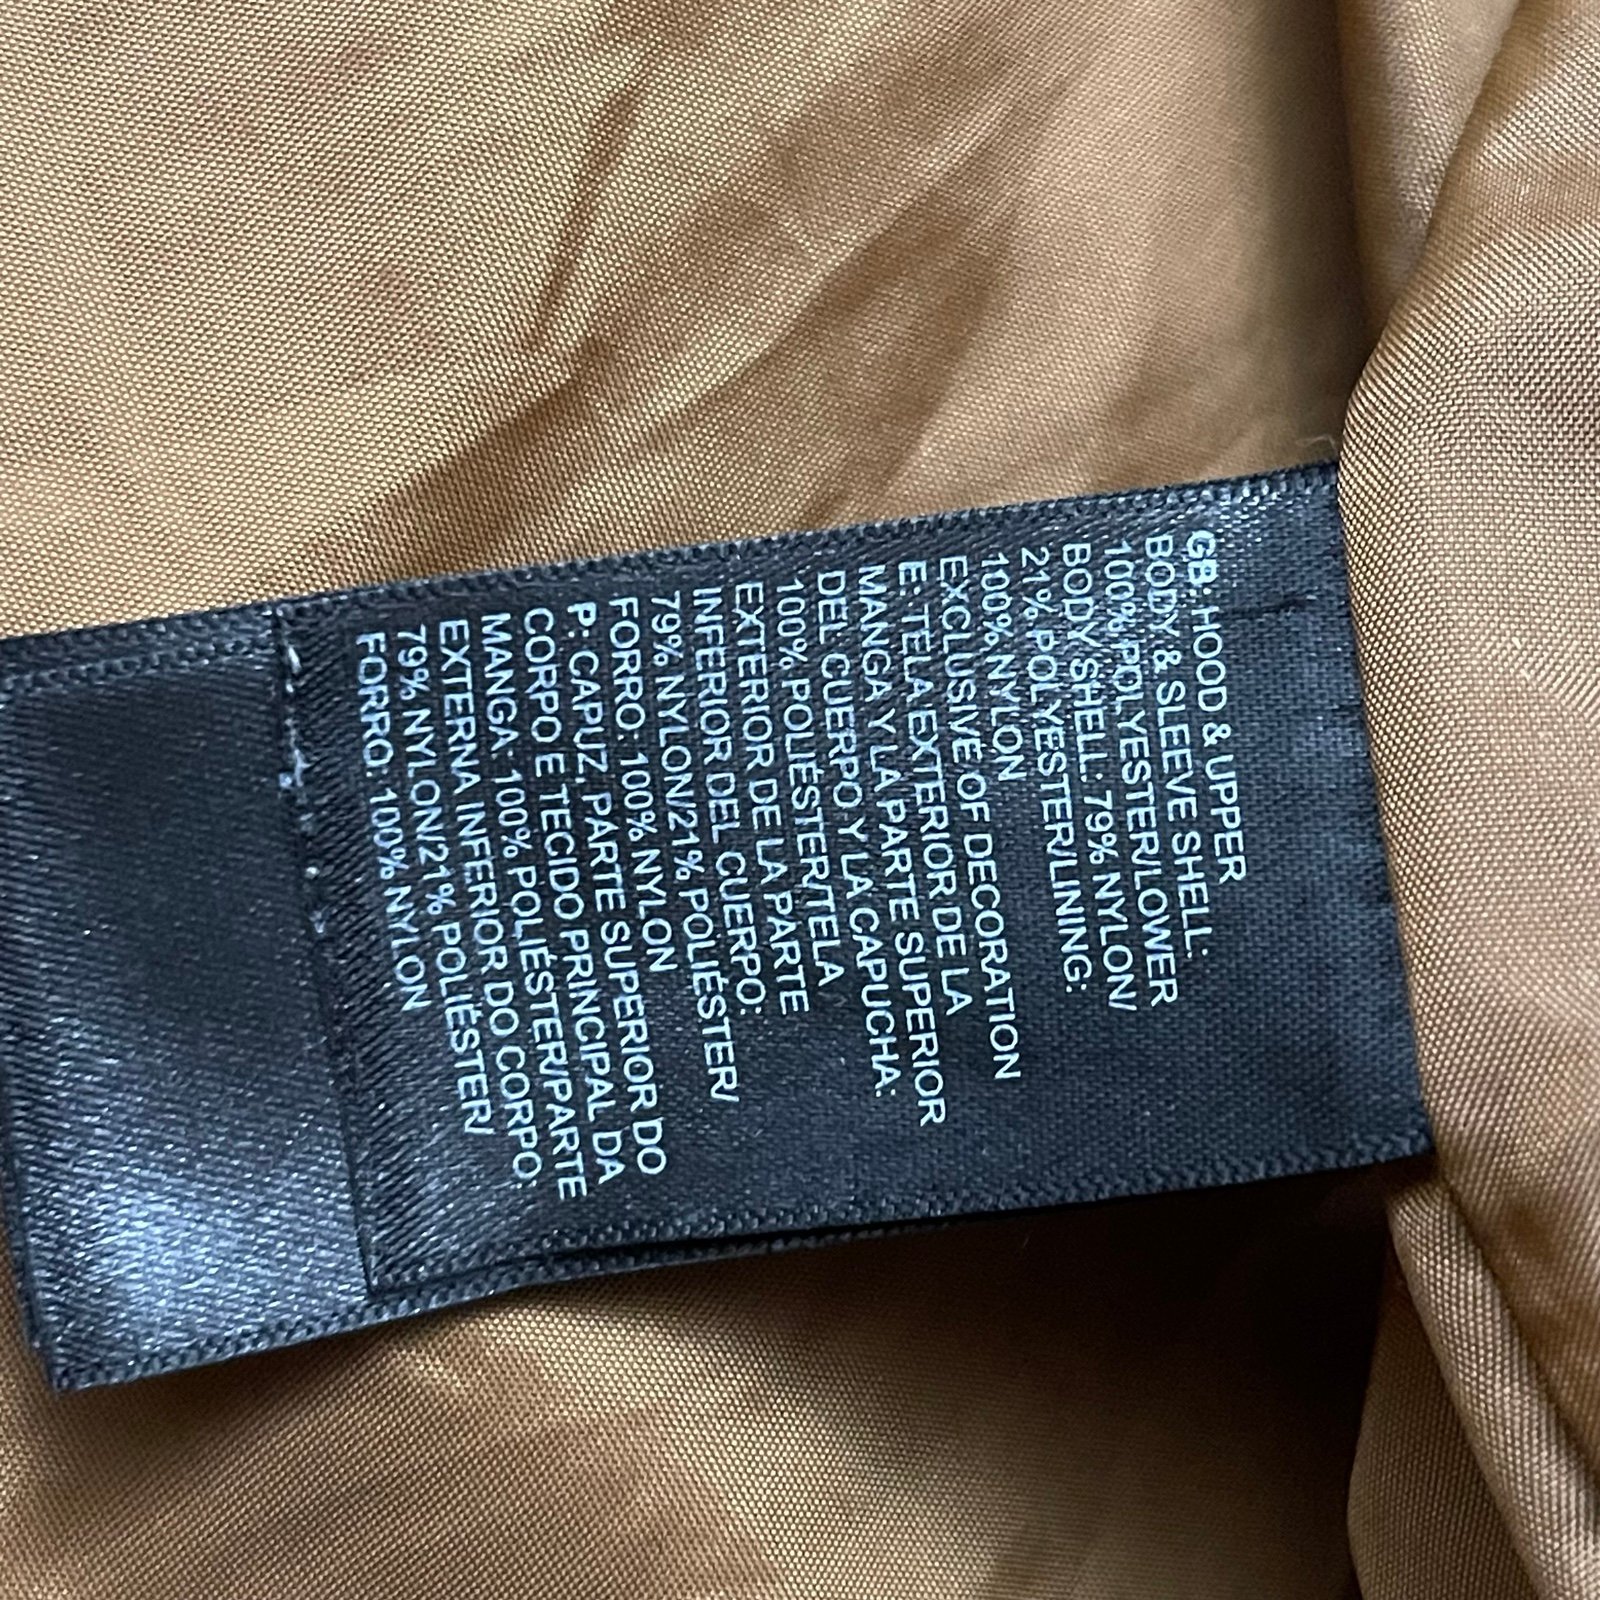 GB: HOOD & UPPER
BODY & SLEEVE SHELL:
100% POLYESTER/LOWER
BODY SHELL: 79% NYLON/
21% POLYESTER/LINING:
100% NYLON
EXCLUSIVE OF DECORATION
E: TELA EXTERIOR DE LA
MANGA Y LA PARTE SUPERIOR
DEL CUERPO Y LA CAPUCHA:
100% POLIÉSTER/TELA
EXTERIOR DE LA PARTE
INFERIOR DEL CUERPO:
79% NYLON/21% POLIÉSTER/
FORRO: 100% NYLON
P: CAPUZ, PARTE SUPERIOR DO
CORPO E TECIDO PRINCIPAL DA
MANGA: 100% POLIÉSTER/PARTE
EXTERNA INFERIOR DO CORPO:
79% NYLON/21% POLIÉSTER/
FORRO: 100% NYLON